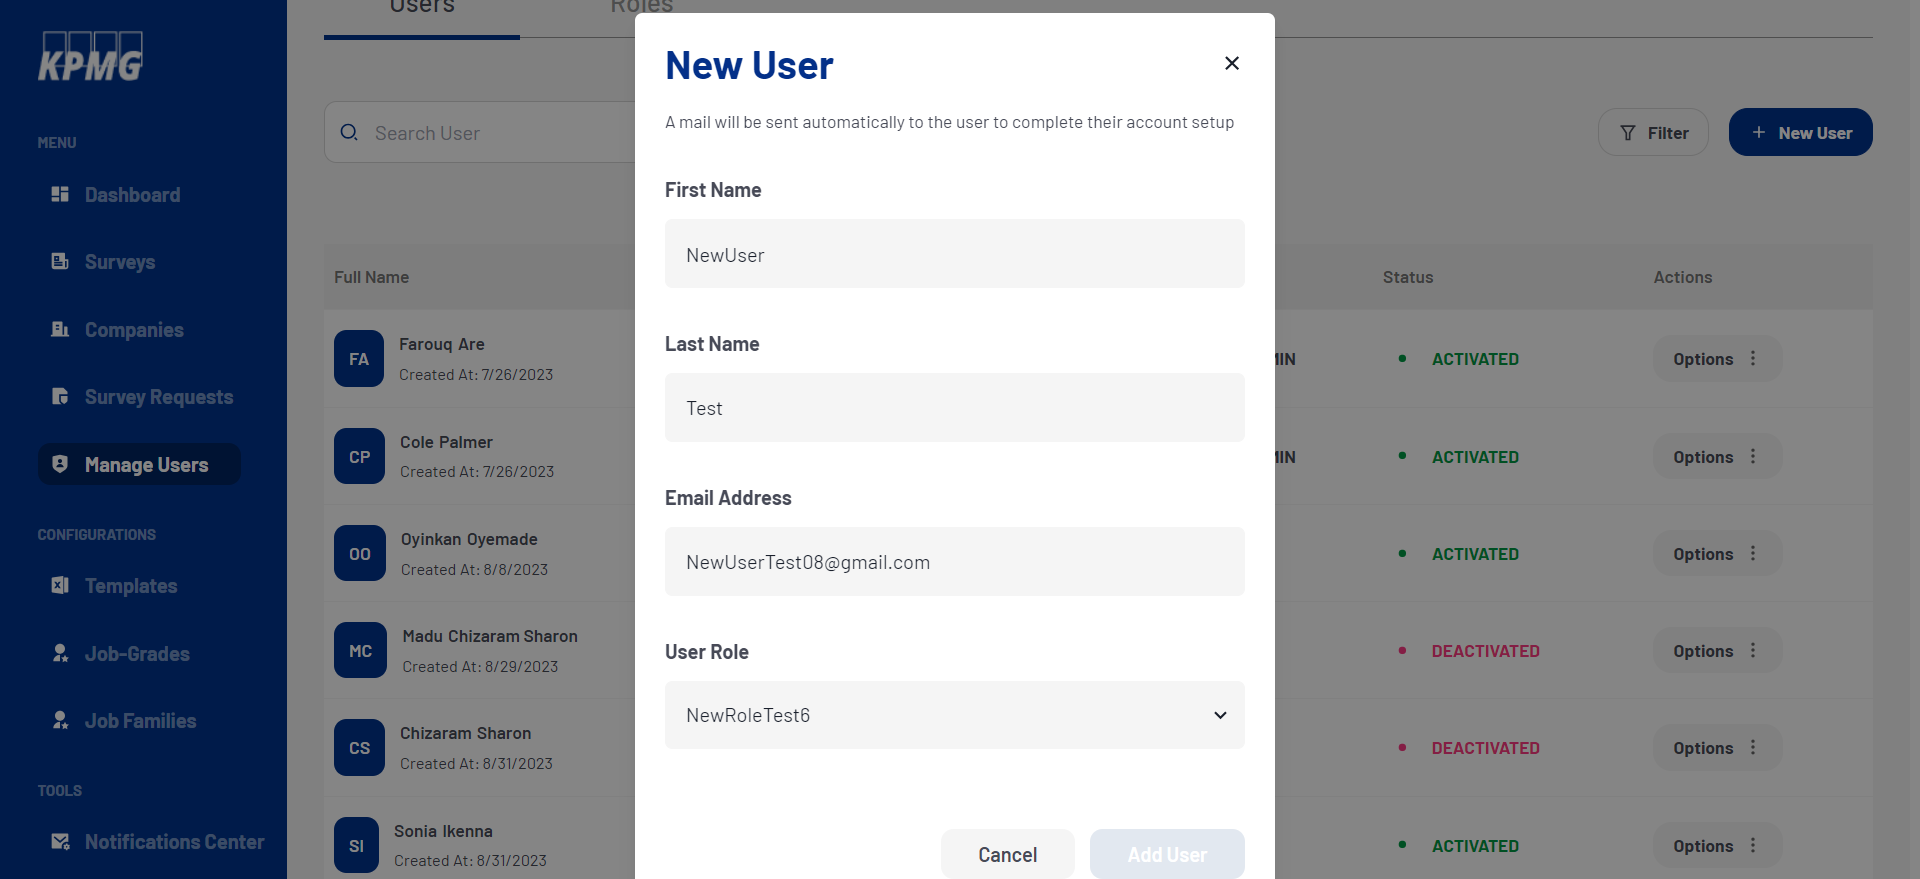 KPMG
MENU
Dashboard
Surveys
Companies
Survey Requests
Manage Users
CONFIGURATIONS
Templates
Job-Grades
Job Families
TOOLS
Notifications Center
Users
Roles
Search User
Filter
+ New User
Full Name
Status
Actions
FA
Farouq Are
Created At: 7/26/2023
MIN
ACTIVATED
Options
CP
Cole Palmer
Created At: 7/26/2023
MIN
ACTIVATED
Options
OO
Oyinkan Oyemade
Created At: 8/8/2023
ACTIVATED
Options
MC
Madu Chizaram Sharon
Created At: 8/29/2023
DEACTIVATED
Options
CS
Chizaram Sharon
Created At: 8/31/2023
DEACTIVATED
Options
SI
Sonia Ikenna
Created At: 8/31/2023
ACTIVATED
Options
New User
A mail will be sent automatically to the user to complete their account setup
First Name
NewUser
Last Name
Test
Email Address
NewUserTest08@gmail.com
User Role
NewRoleTest6
Cancel
Add User